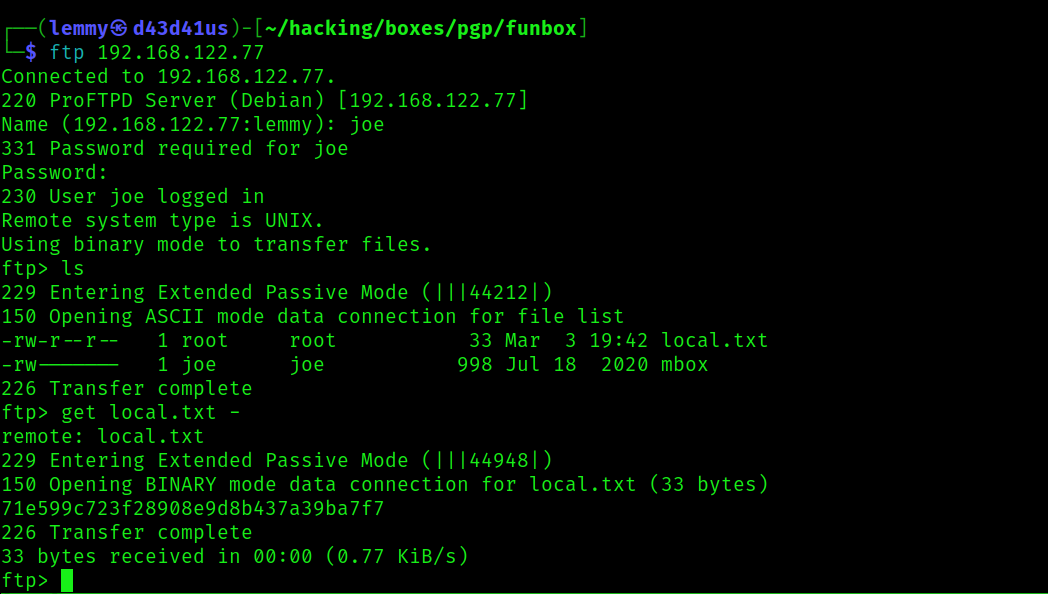 ┌──(lemmy㉿d43d41us)-[~/hacking/boxes/pgp/funbox]
└─$ ftp 192.168.122.77
Connected to 192.168.122.77.
220 ProFTPD Server (Debian) [192.168.122.77]
Name (192.168.122.77:lemmy): joe
331 Password required for joe
Password:
230 User joe logged in
Remote system type is UNIX.
Using binary mode to transfer files.
ftp> ls
229 Entering Extended Passive Mode (|||44212|)
150 Opening ASCII mode data connection for file list
-rw-r--r--   1 root     root           33 Mar  3 19:42 local.txt
-rw-------   1 joe      joe           998 Jul 18  2020 mbox
226 Transfer complete
ftp> get local.txt -
remote: local.txt
229 Entering Extended Passive Mode (|||44948|)
150 Opening BINARY mode data connection for local.txt (33 bytes)
71e599c723f28908e9d8b437a39ba7f7
226 Transfer complete
33 bytes received in 00:00 (0.77 KiB/s)
ftp>